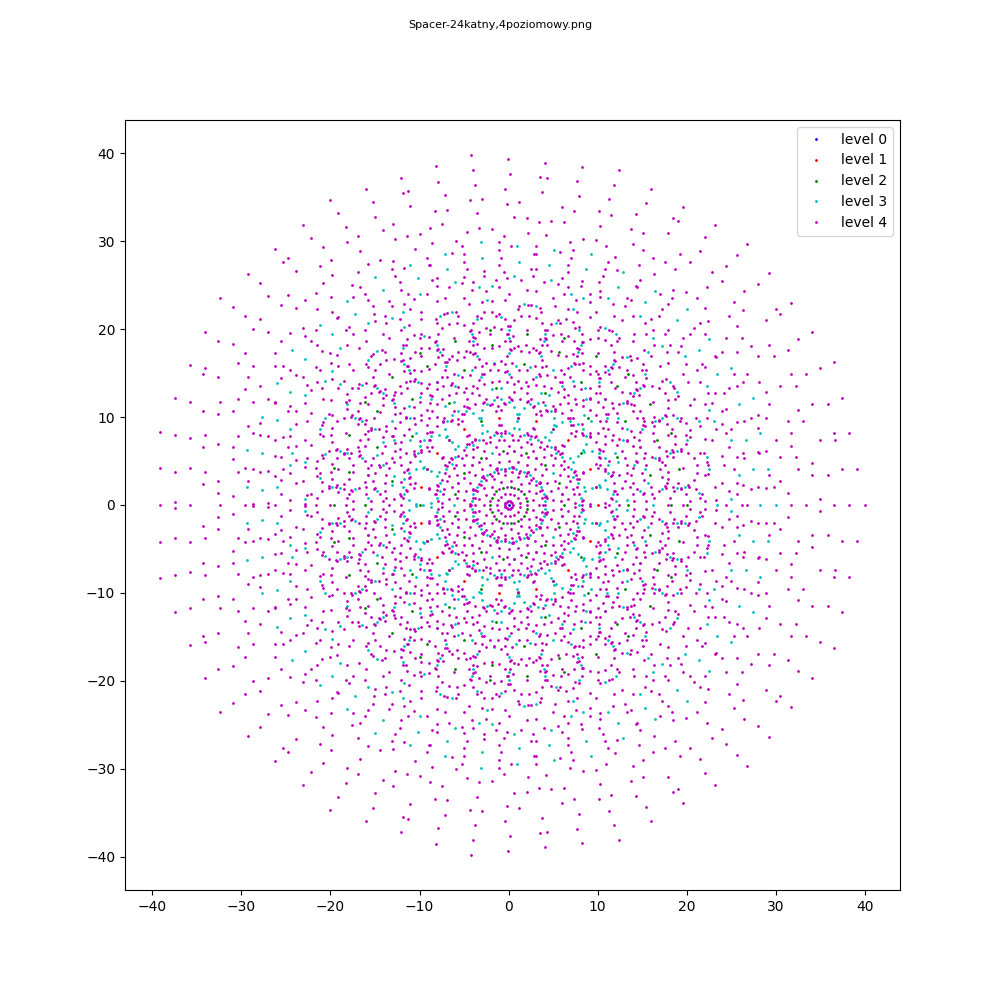 Spacer-24katny,4poziomowy.png
level 0
level 1
level 2
level 3
level 4
40
30
20
10
0
−10
−20
−30
−40
−40 −30 −20 −10 0 10 20 30 40